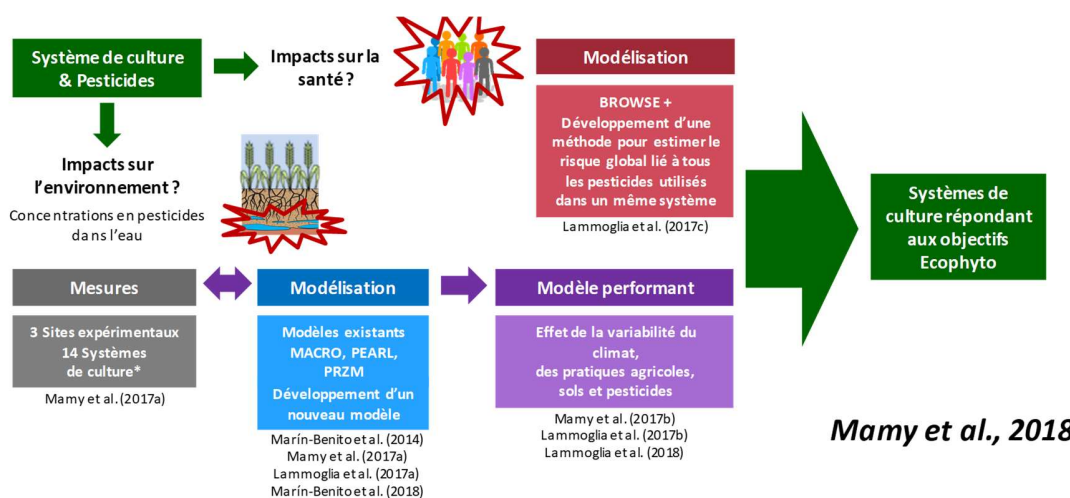 Système de culture
& Pesticides
Impacts sur la
santé ?
Impacts sur
l'environnement ?
Concentrations en pesticides
dans l'eau
Modélisation
BROWSE +
Développement d'une
méthode pour estimer le
risque global lié à tous
les pesticides utilisés
dans un même système
Lammoglia et al. (2017c)
Systèmes de
culture répondant
aux objectifs
Ecophyto
Mesures
3 Sites expérimentaux
14 Systèmes
de culture*
Mamy et al. (2017a)
Modélisation
Modèles existants
MACRO, PEARL,
PRZM
Développement d'un
nouveau modèle
Marín-Benito et al. (2014)
Mamy et al. (2017a)
Lammoglia et al. (2017a)
Marín-Benito et al. (2018)
Modèle performant
Effet de la variabilité du
climat,
des pratiques agricoles,
sols et pesticides
Mamy et al. (2017b)
Lammoglia et al. (2017b)
Lammoglia et al. (2018)
Mamy et al., 2018